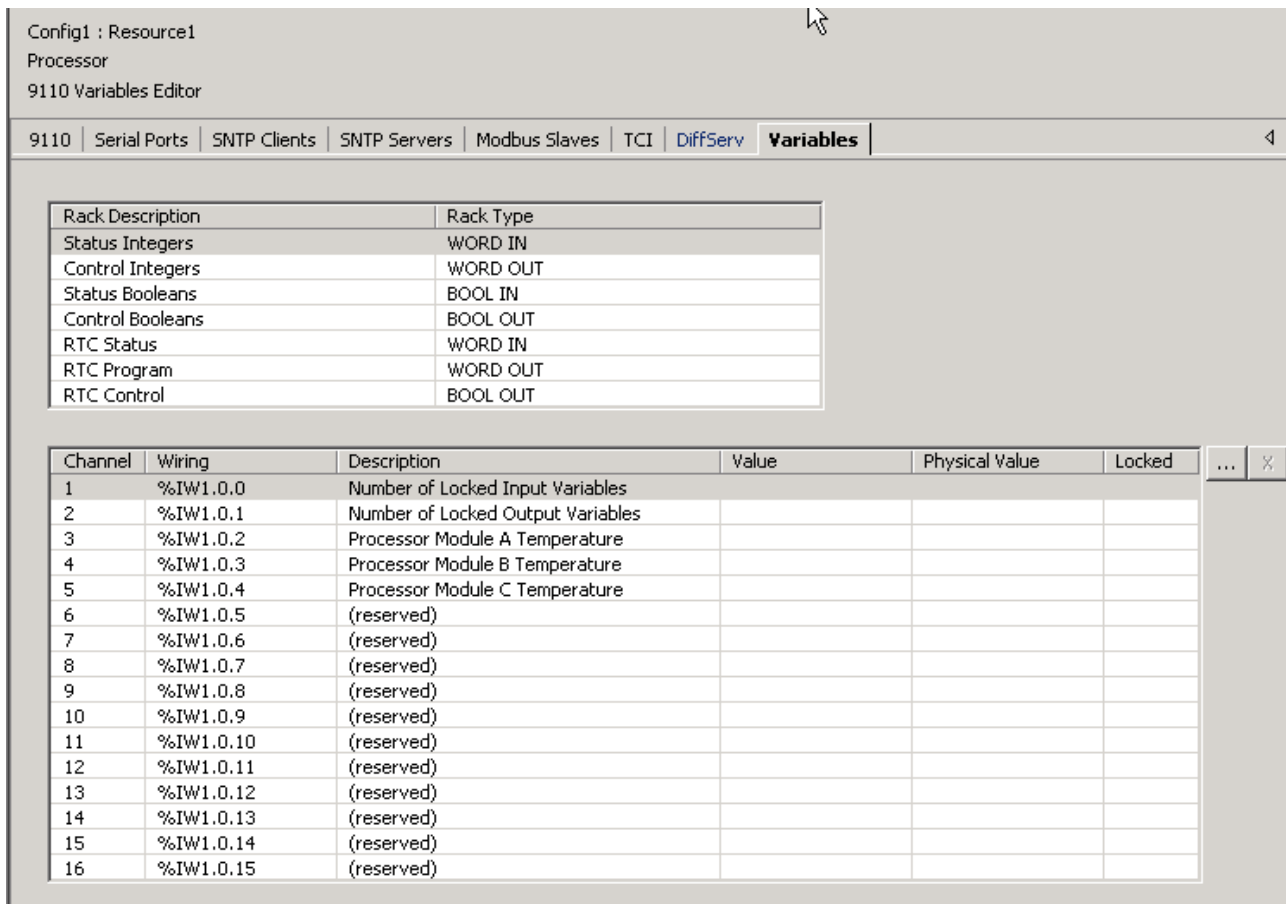 Config1 : Resource1
Processor
9110 Variables Editor
9110 Serial Ports SNTP Clients SNTP Servers Modbus Slaves TCI DiffServ Variables
Rack Description Rack Type
Status Integers WORD IN
Control Integers WORD OUT
Status Booleans BOOL IN
Control Booleans BOOL OUT
RTC Status WORD IN
RTC Program WORD OUT
RTC Control BOOL OUT
Channel Wiring Description Value Physical Value Locked ... X
1 %IW1.0.0 Number of Locked Input Variables
2 %IW1.0.1 Number of Locked Output Variables
3 %IW1.0.2 Processor Module A Temperature
4 %IW1.0.3 Processor Module B Temperature
5 %IW1.0.4 Processor Module C Temperature
6 %IW1.0.5 (reserved)
7 %IW1.0.6 (reserved)
8 %IW1.0.7 (reserved)
9 %IW1.0.8 (reserved)
10 %IW1.0.9 (reserved)
11 %IW1.0.10 (reserved)
12 %IW1.0.11 (reserved)
13 %IW1.0.12 (reserved)
14 %IW1.0.13 (reserved)
15 %IW1.0.14 (reserved)
16 %IW1.0.15 (reserved)